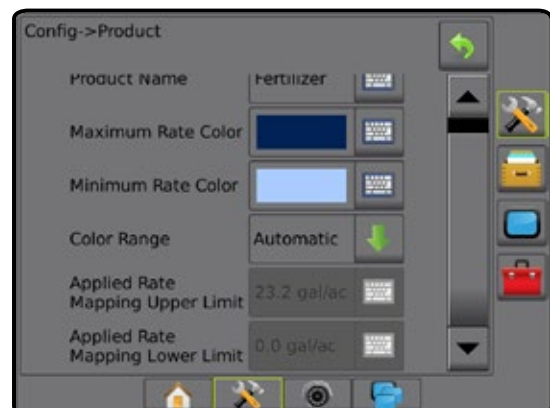 Config->Product
Product Name
Fertilizer
Maximum Rate Color
Minimum Rate Color
Color Range
Automatic
Applied Rate
Mapping Upper Limit
23.2 gal/ac
Applied Rate
Mapping Lower Limit
0.0 gal/ac